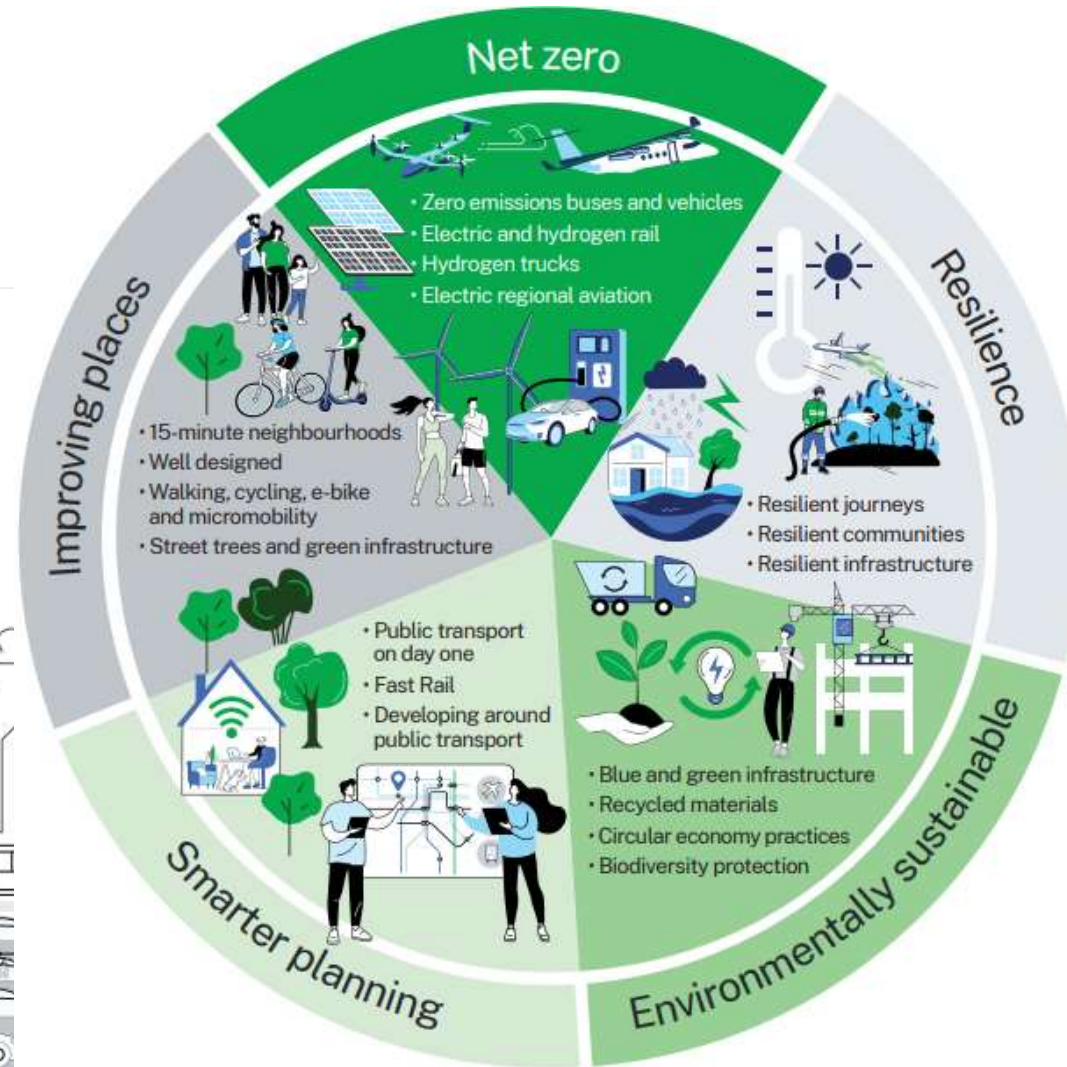 Net zero
• Zero emissions buses and vehicles
• Electric and hydrogen rail
• Hydrogen trucks
• Electric regional aviation
Resilience
• Resilient journeys
• Resilient communities
• Resilient infrastructure
Environmentally sustainable
• Blue and green infrastructure
• Recycled materials
• Circular economy practices
• Biodiversity protection
Smarter planning
• Public transport
on day one
• Fast Rail
• Developing around
public transport
Improving places
• 15-minute neighbourhoods
• Well designed
• Walking, cycling, e-bike
and micromobility
• Street trees and green infrastructure